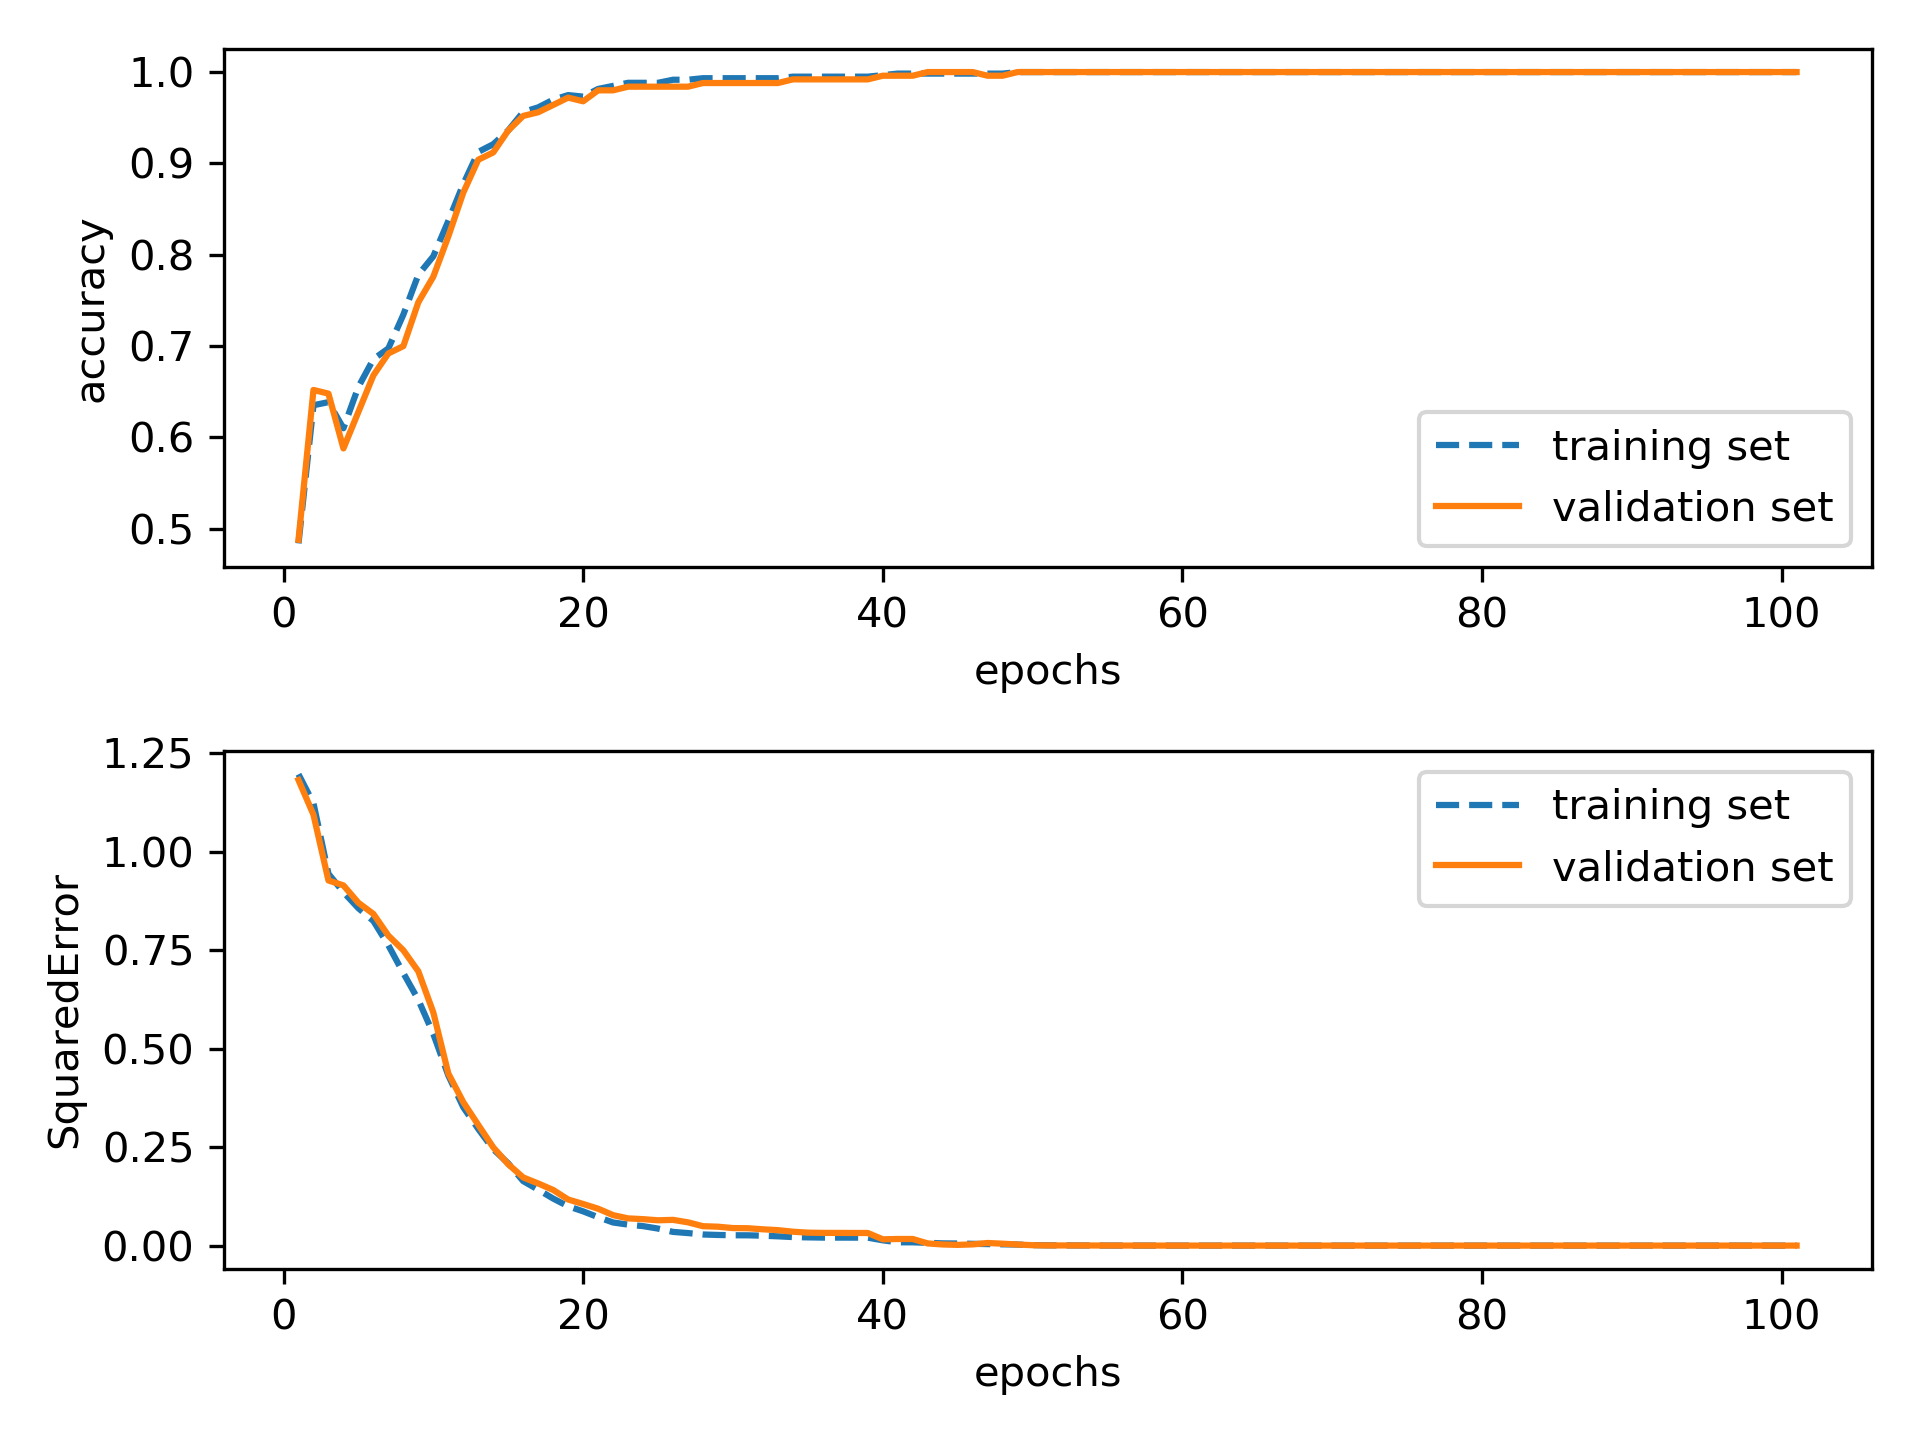 1.0
0.9
0.8
0.7
0.6
0.5
accuracy
training set
validation set
0 20 40 60 80 100
epochs
1.25
1.00
0.75
0.50
0.25
0.00
SquaredError
training set
validation set
0 20 40 60 80 100
epochs